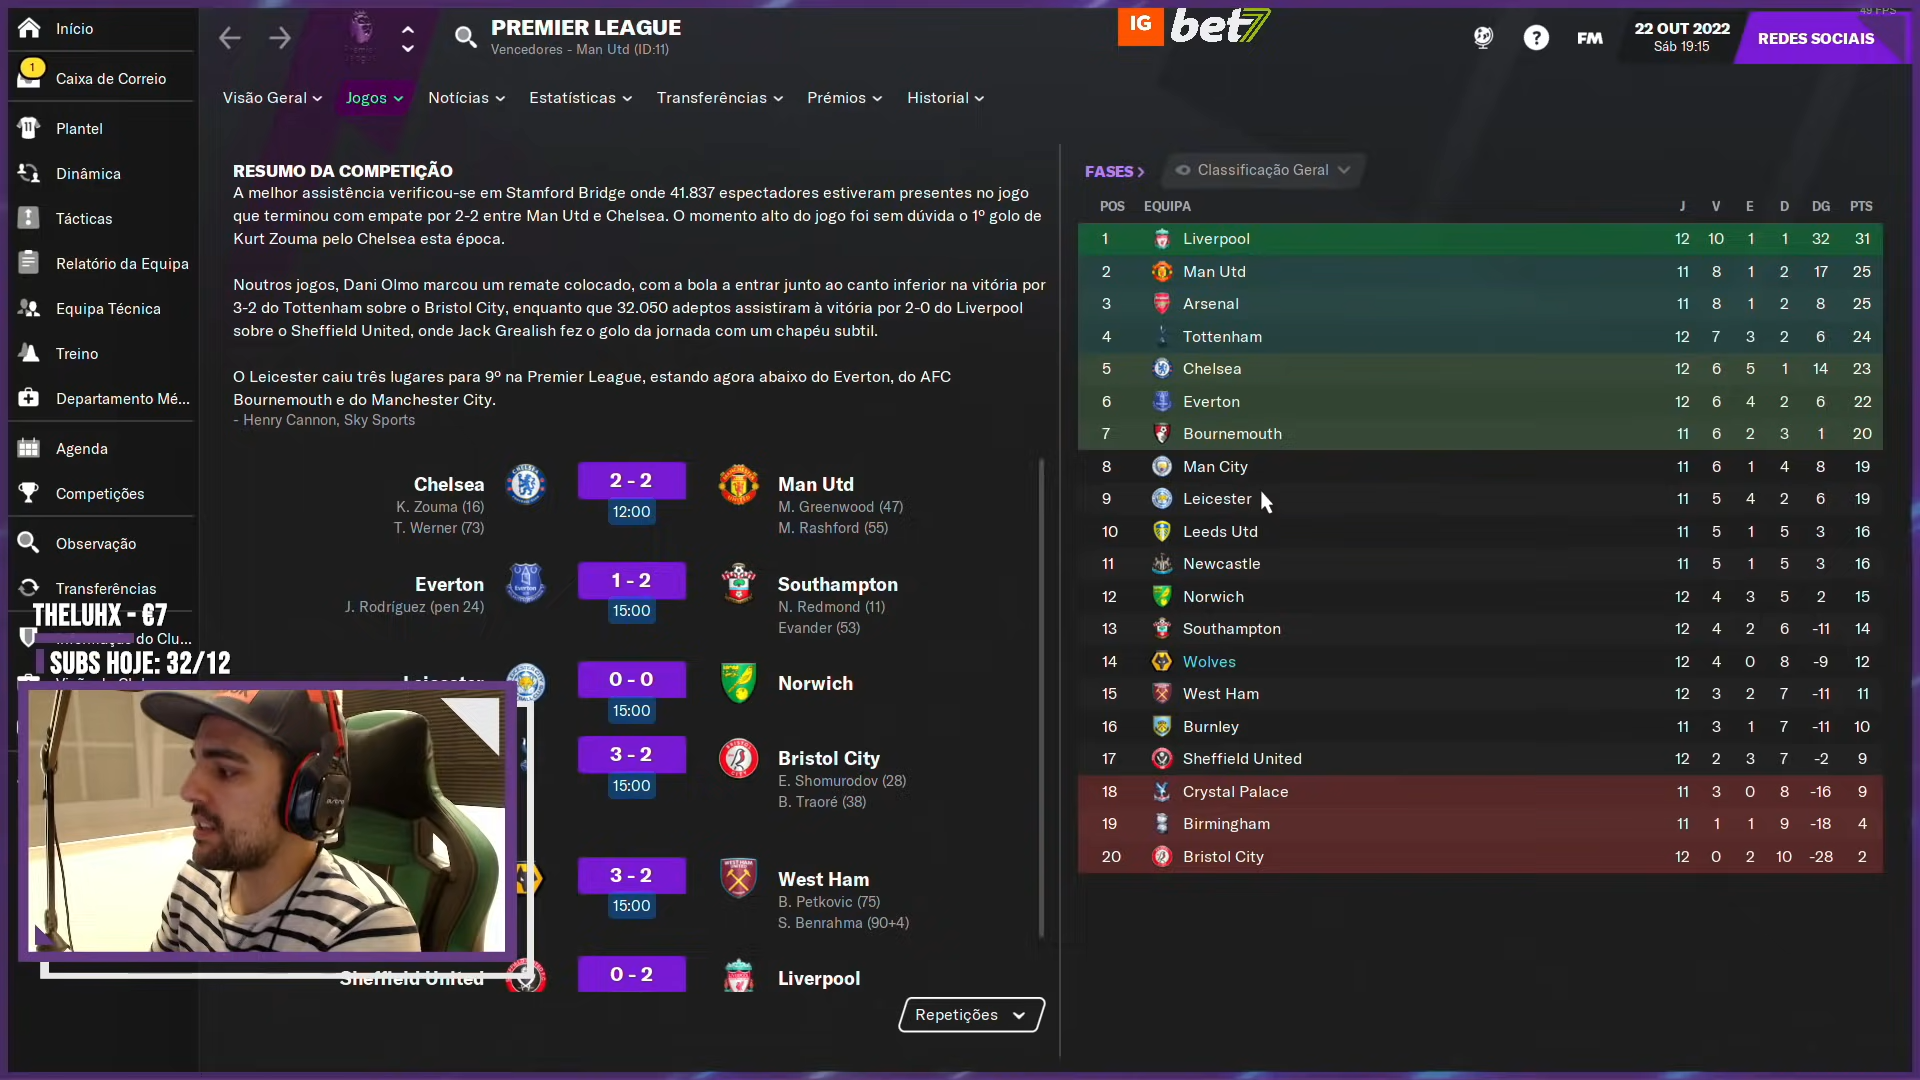 Início
1
Caixa de Correio
Plantel
Dinâmica
Tácticas
Relatório da Equipa
Equipa Técnica
Treino
Departamento Mé...
Agenda
Competições
Observação
Transferências
THELUHX - €7
do Clu...
SUBS HOJE: 32/12
PREMIER LEAGUE
Vencedores - Man Utd (ID:11)
IG bet7
49 FPS
FM
22 OUT 2022
Sáb 19:15
REDES SOCIAIS
Visão Geral Jogos Notícias Estatísticas Transferências Prémios Historial
RESUMO DA COMPETIÇÃO
A melhor assistência verificou-se em Stamford Bridge onde 41.837 espectadores estiveram presentes no jogo
que terminou com empate por 2-2 entre Man Utd e Chelsea. O momento alto do jogo foi sem dúvida o 1º golo de
Kurt Zouma pelo Chelsea esta época.
Noutros jogos, Dani Olmo marcou um remate colocado, com a bola a entrar junto ao canto inferior na vitória por
3-2 do Tottenham sobre o Bristol City, enquanto que 32.050 adeptos assistiram à vitória por 2-0 do Liverpool
sobre o Sheffield United, onde Jack Grealish fez o golo da jornada com um chapéu subtil.
O Leicester caiu três lugares para 9º na Premier League, estando agora abaixo do Everton, do AFC
Bournemouth e do Manchester City.
- Henry Cannon, Sky Sports
Chelsea 2 - 2 Man Utd
K. Zouma (16) 12:00 M. Greenwood (47)
T. Werner (73) M. Rashford (55)
Everton 1 - 2 Southampton
J. Rodríguez (pen 24) 15:00 N. Redmond (11)
Evander (53)
Leicester 0 - 0 Norwich
15:00
3 - 2 Bristol City
15:00 E. Shomurodov (28)
B. Traoré (38)
3 - 2 West Ham
15:00 B. Petkovic (75)
S. Benrahma (90+4)
Sheffield United 0 - 2 Liverpool
Repetições
FASES > Classificação Geral
POS EQUIPA J V E D DG PTS
1 Liverpool 12 10 1 1 32 31
2 Man Utd 11 8 1 2 17 25
3 Arsenal 11 8 1 2 8 25
4 Tottenham 12 7 3 2 6 24
5 Chelsea 12 6 5 1 14 23
6 Everton 12 6 4 2 6 22
7 Bournemouth 11 6 2 3 1 20
8 Man City 11 6 1 4 8 19
9 Leicester 11 5 4 2 6 19
10 Leeds Utd 11 5 1 5 3 16
11 Newcastle 11 5 1 5 3 16
12 Norwich 12 4 3 5 2 15
13 Southampton 12 4 2 6 -11 14
14 Wolves 12 4 0 8 -9 12
15 West Ham 12 3 2 7 -11 11
16 Burnley 11 3 1 7 -11 10
17 Sheffield United 12 2 3 7 -2 9
18 Crystal Palace 11 3 0 8 -16 9
19 Birmingham 11 1 1 9 -18 4
20 Bristol City 12 0 2 10 -28 2